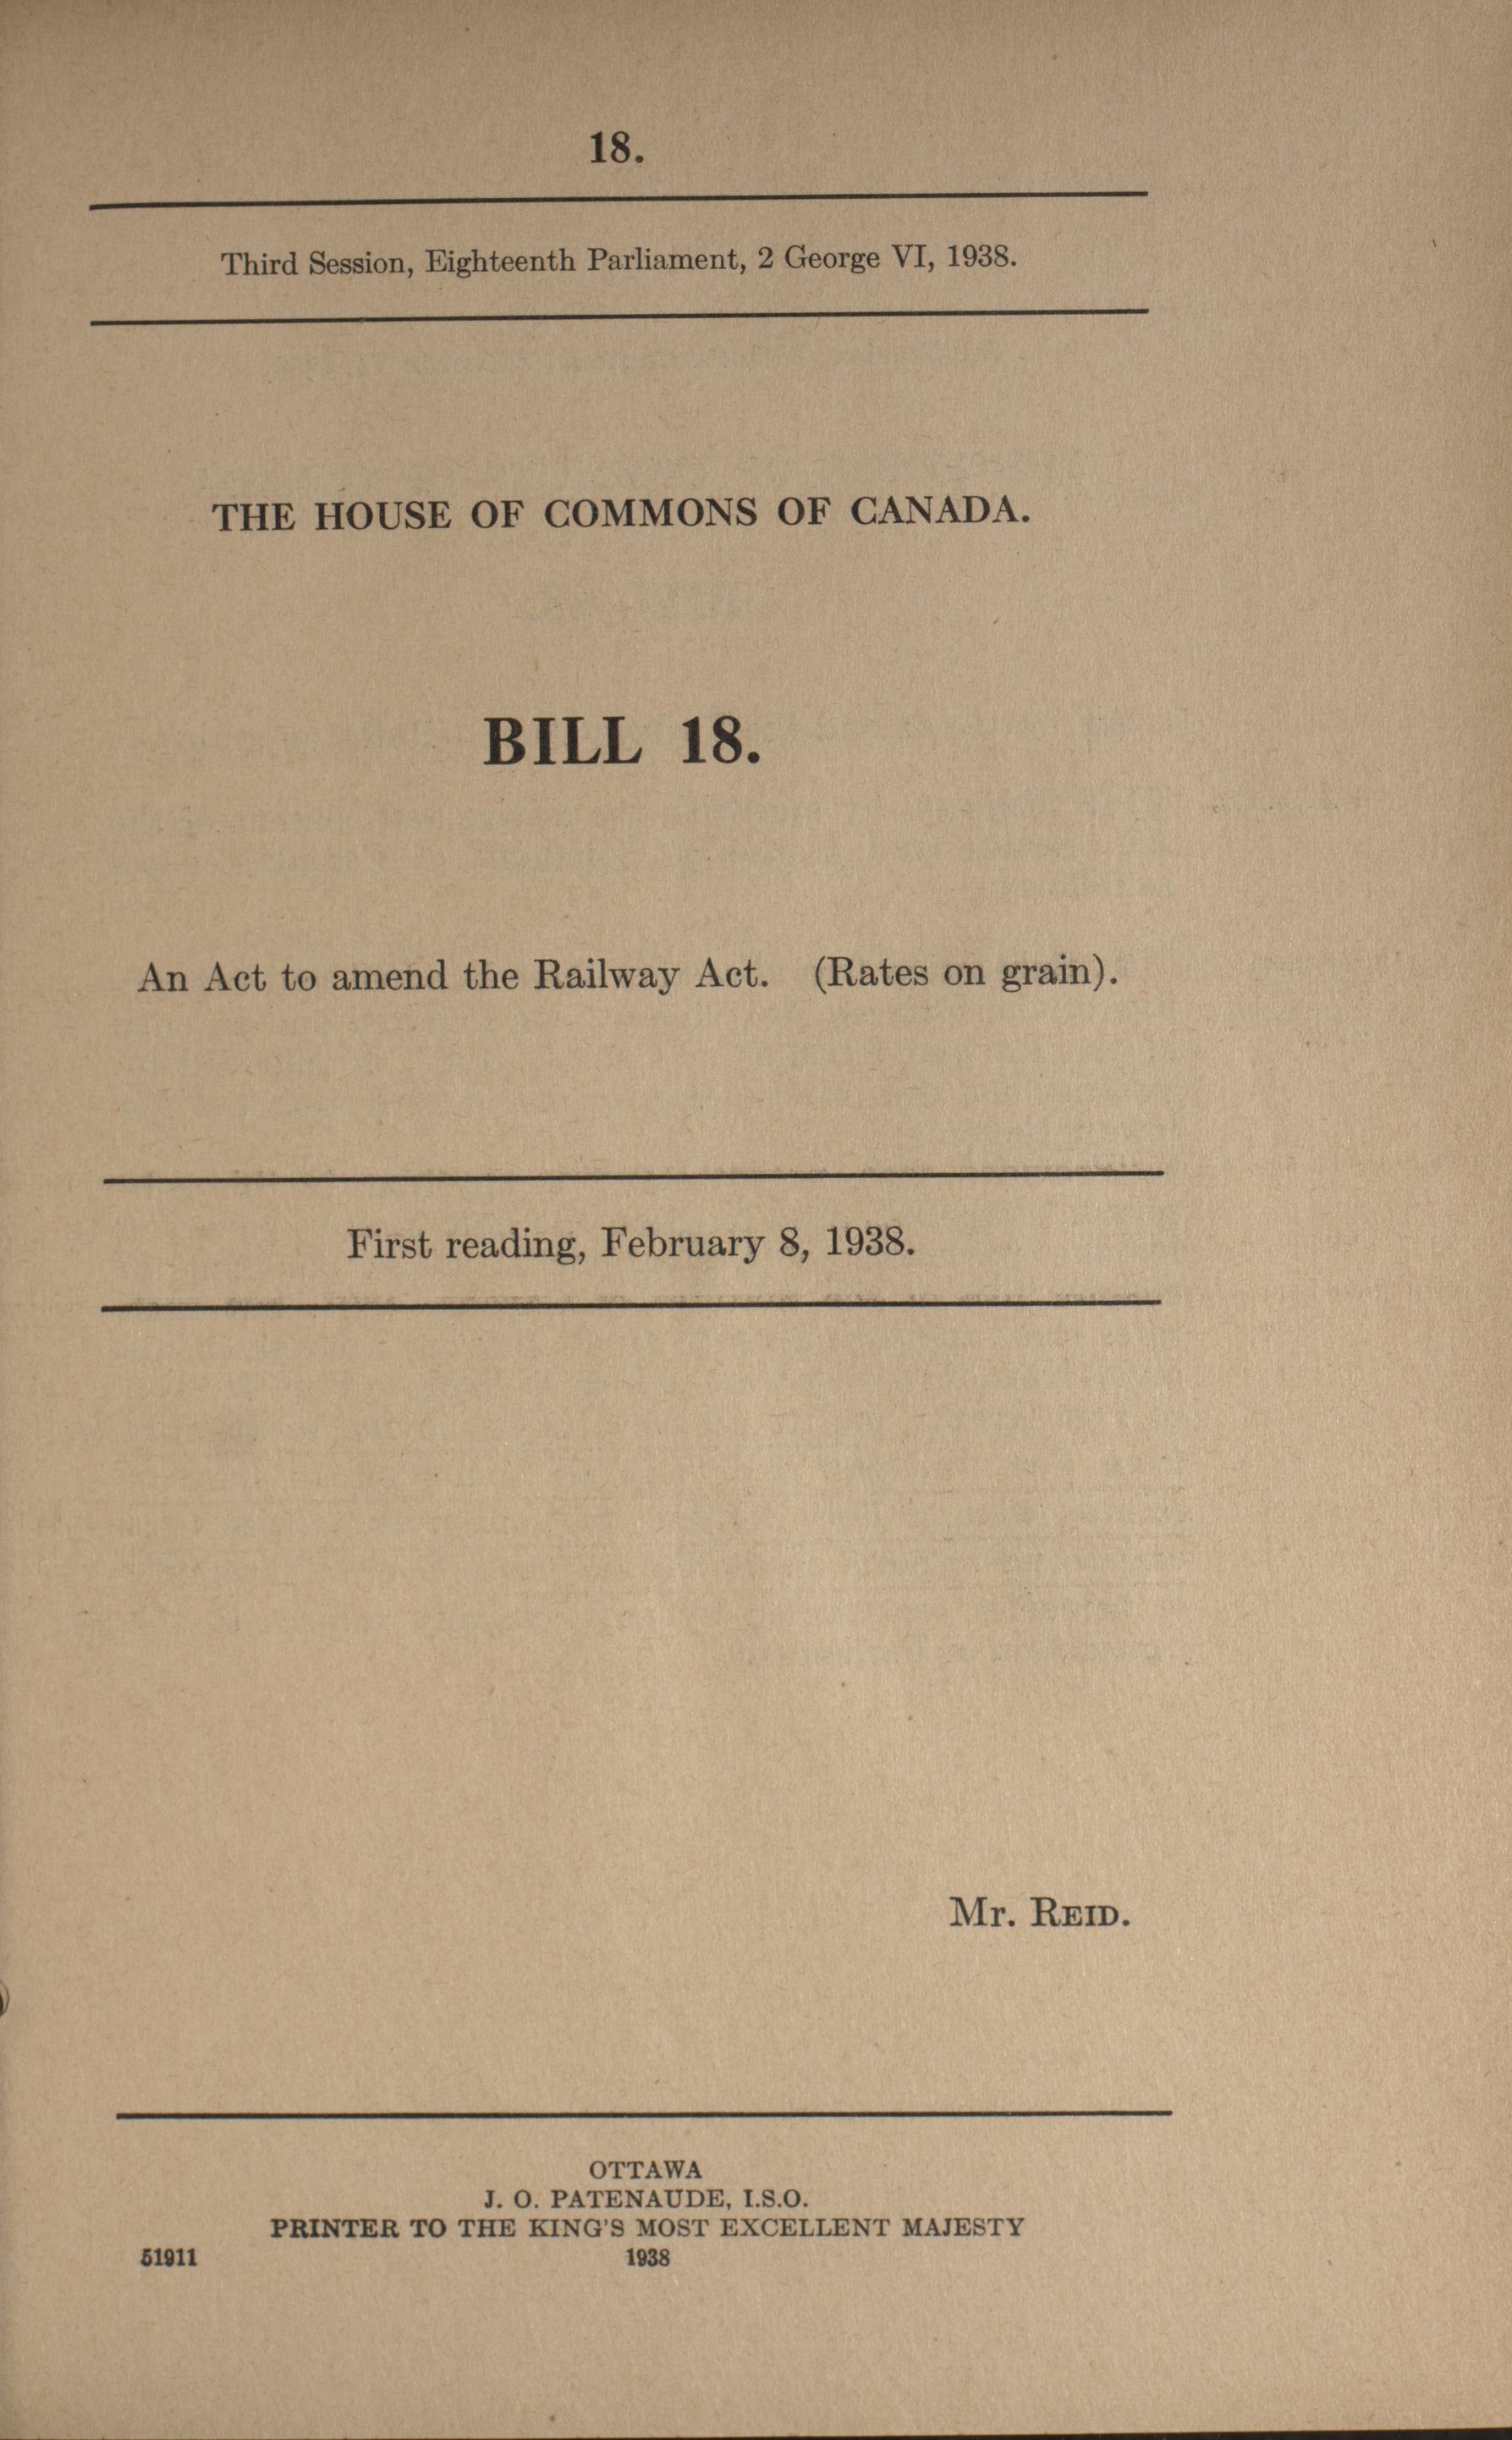 18.
Third Session, Eighteenth Parliament, 2 George VI, 1938.
THE HOUSE OF COMMONS OF CANADA.
BILL 18.
An Act to amend the Railway Act. (Rates on grain).
First reading, February 8, 1938.
Mr. REID.
OTTAWA
J. O. PATENAUDE, I.S.O.
PRINTER TO THE KING'S MOST EXCELLENT MAJESTY
51911 1938